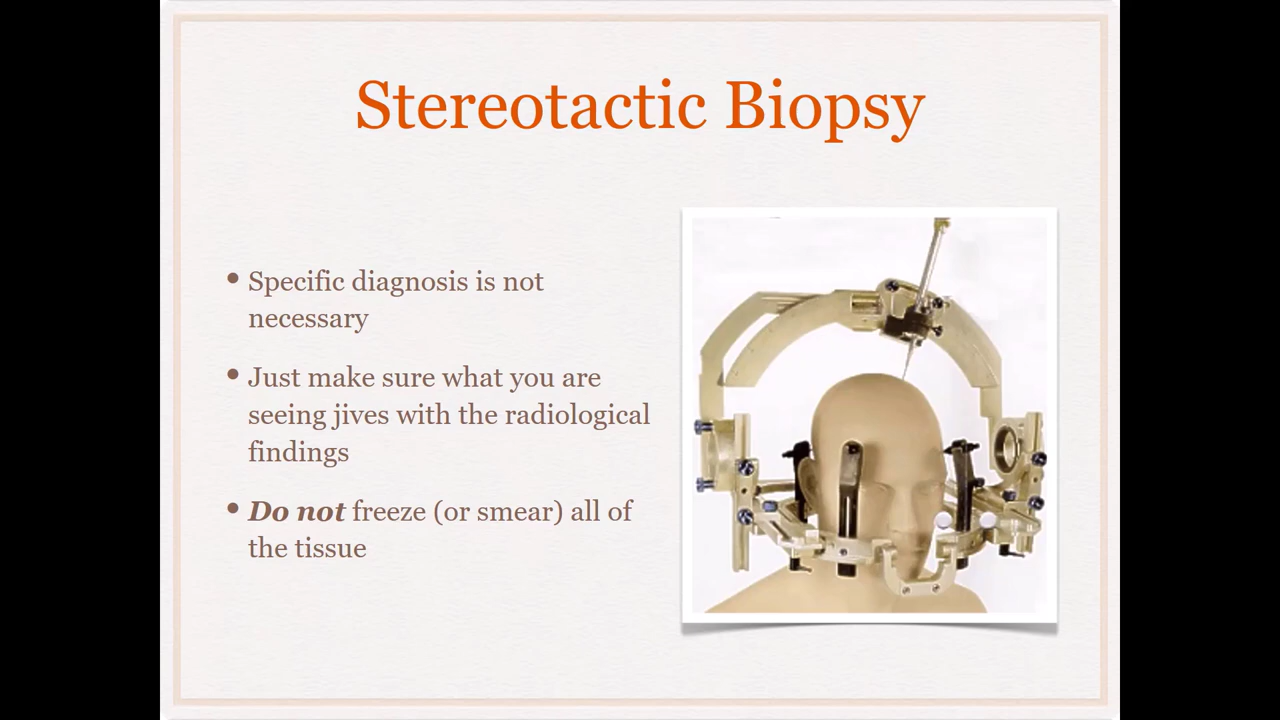 Stereotactic Biopsy
• Specific diagnosis is not
necessary
• Just make sure what you are
seeing jives with the radiological
findings
• Do not freeze (or smear) all of
the tissue